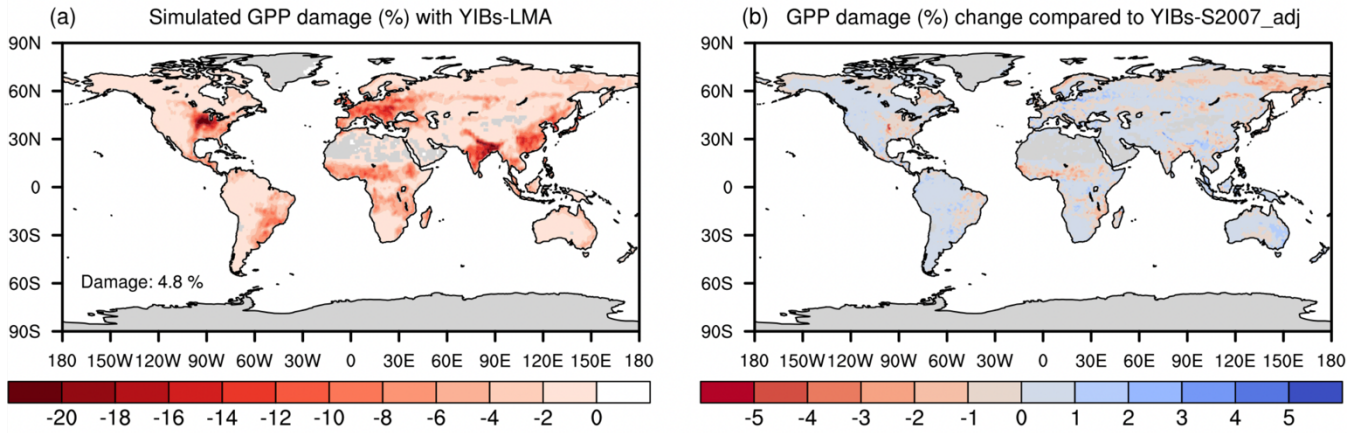 (a) Simulated GPP damage (%) with YIBs-LMA
90N
60N
30N
0
30S
60S
90S
Damage: 4.8 %
180 150W 120W 90W 60W 30W 0 30E 60E 90E 120E 150E 180
-20 -18 -16 -14 -12 -10 -8 -6 -4 -2 0
(b) GPP damage (%) change compared to YIBs-S2007_adj
90N
60N
30N
0
30S
60S
90S
180 150W 120W 90W 60W 30W 0 30E 60E 90E 120E 150E 180
-5 -4 -3 -2 -1 0 1 2 3 4 5